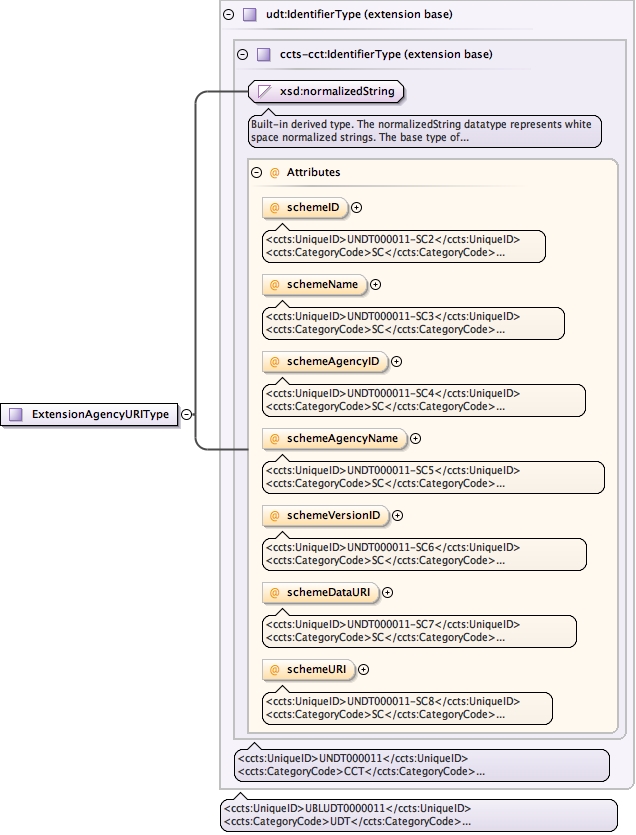 udt:IdentifierType (extension base)
ccts-cct:IdentifierType (extension base)
xsd:normalizedString
Built-in derived type. The normalizedString datatype represents white
space normalized strings. The base type of...
@ Attributes
@ schemeID
<ccts:UniqueID>UNDT000011-SC2</ccts:UniqueID>
<ccts:CategoryCode>SC</ccts:CategoryCode>...
@ schemeName
<ccts:UniqueID>UNDT000011-SC3</ccts:UniqueID>
<ccts:CategoryCode>SC</ccts:CategoryCode>...
@ schemeAgencyID
<ccts:UniqueID>UNDT000011-SC4</ccts:UniqueID>
<ccts:CategoryCode>SC</ccts:CategoryCode>...
ExtensionAgencyURIType
@ schemeAgencyName
<ccts:UniqueID>UNDT000011-SC5</ccts:UniqueID>
<ccts:CategoryCode>SC</ccts:CategoryCode>...
@ schemeVersionID
<ccts:UniqueID>UNDT000011-SC6</ccts:UniqueID>
<ccts:CategoryCode>SC</ccts:CategoryCode>...
@ schemeDataURI
<ccts:UniqueID>UNDT000011-SC7</ccts:UniqueID>
<ccts:CategoryCode>SC</ccts:CategoryCode>...
@ schemeURI
<ccts:UniqueID>UNDT000011-SC8</ccts:UniqueID>
<ccts:CategoryCode>SC</ccts:CategoryCode>...
<ccts:UniqueID>UNDT000011</ccts:UniqueID>
<ccts:CategoryCode>CCT</ccts:CategoryCode>...
<ccts:UniqueID>UBLUDT0000011</ccts:UniqueID>
<ccts:CategoryCode>UDT</ccts:CategoryCode>...